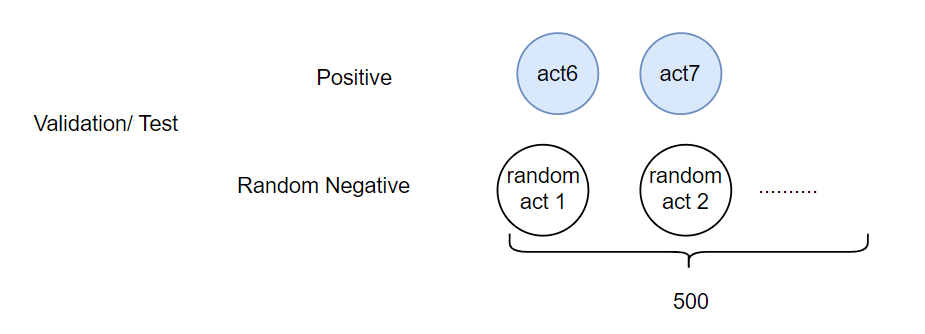 Positive
act6
act7
Validation/ Test
Random Negative
random
act 1
random
act 2
..........
500